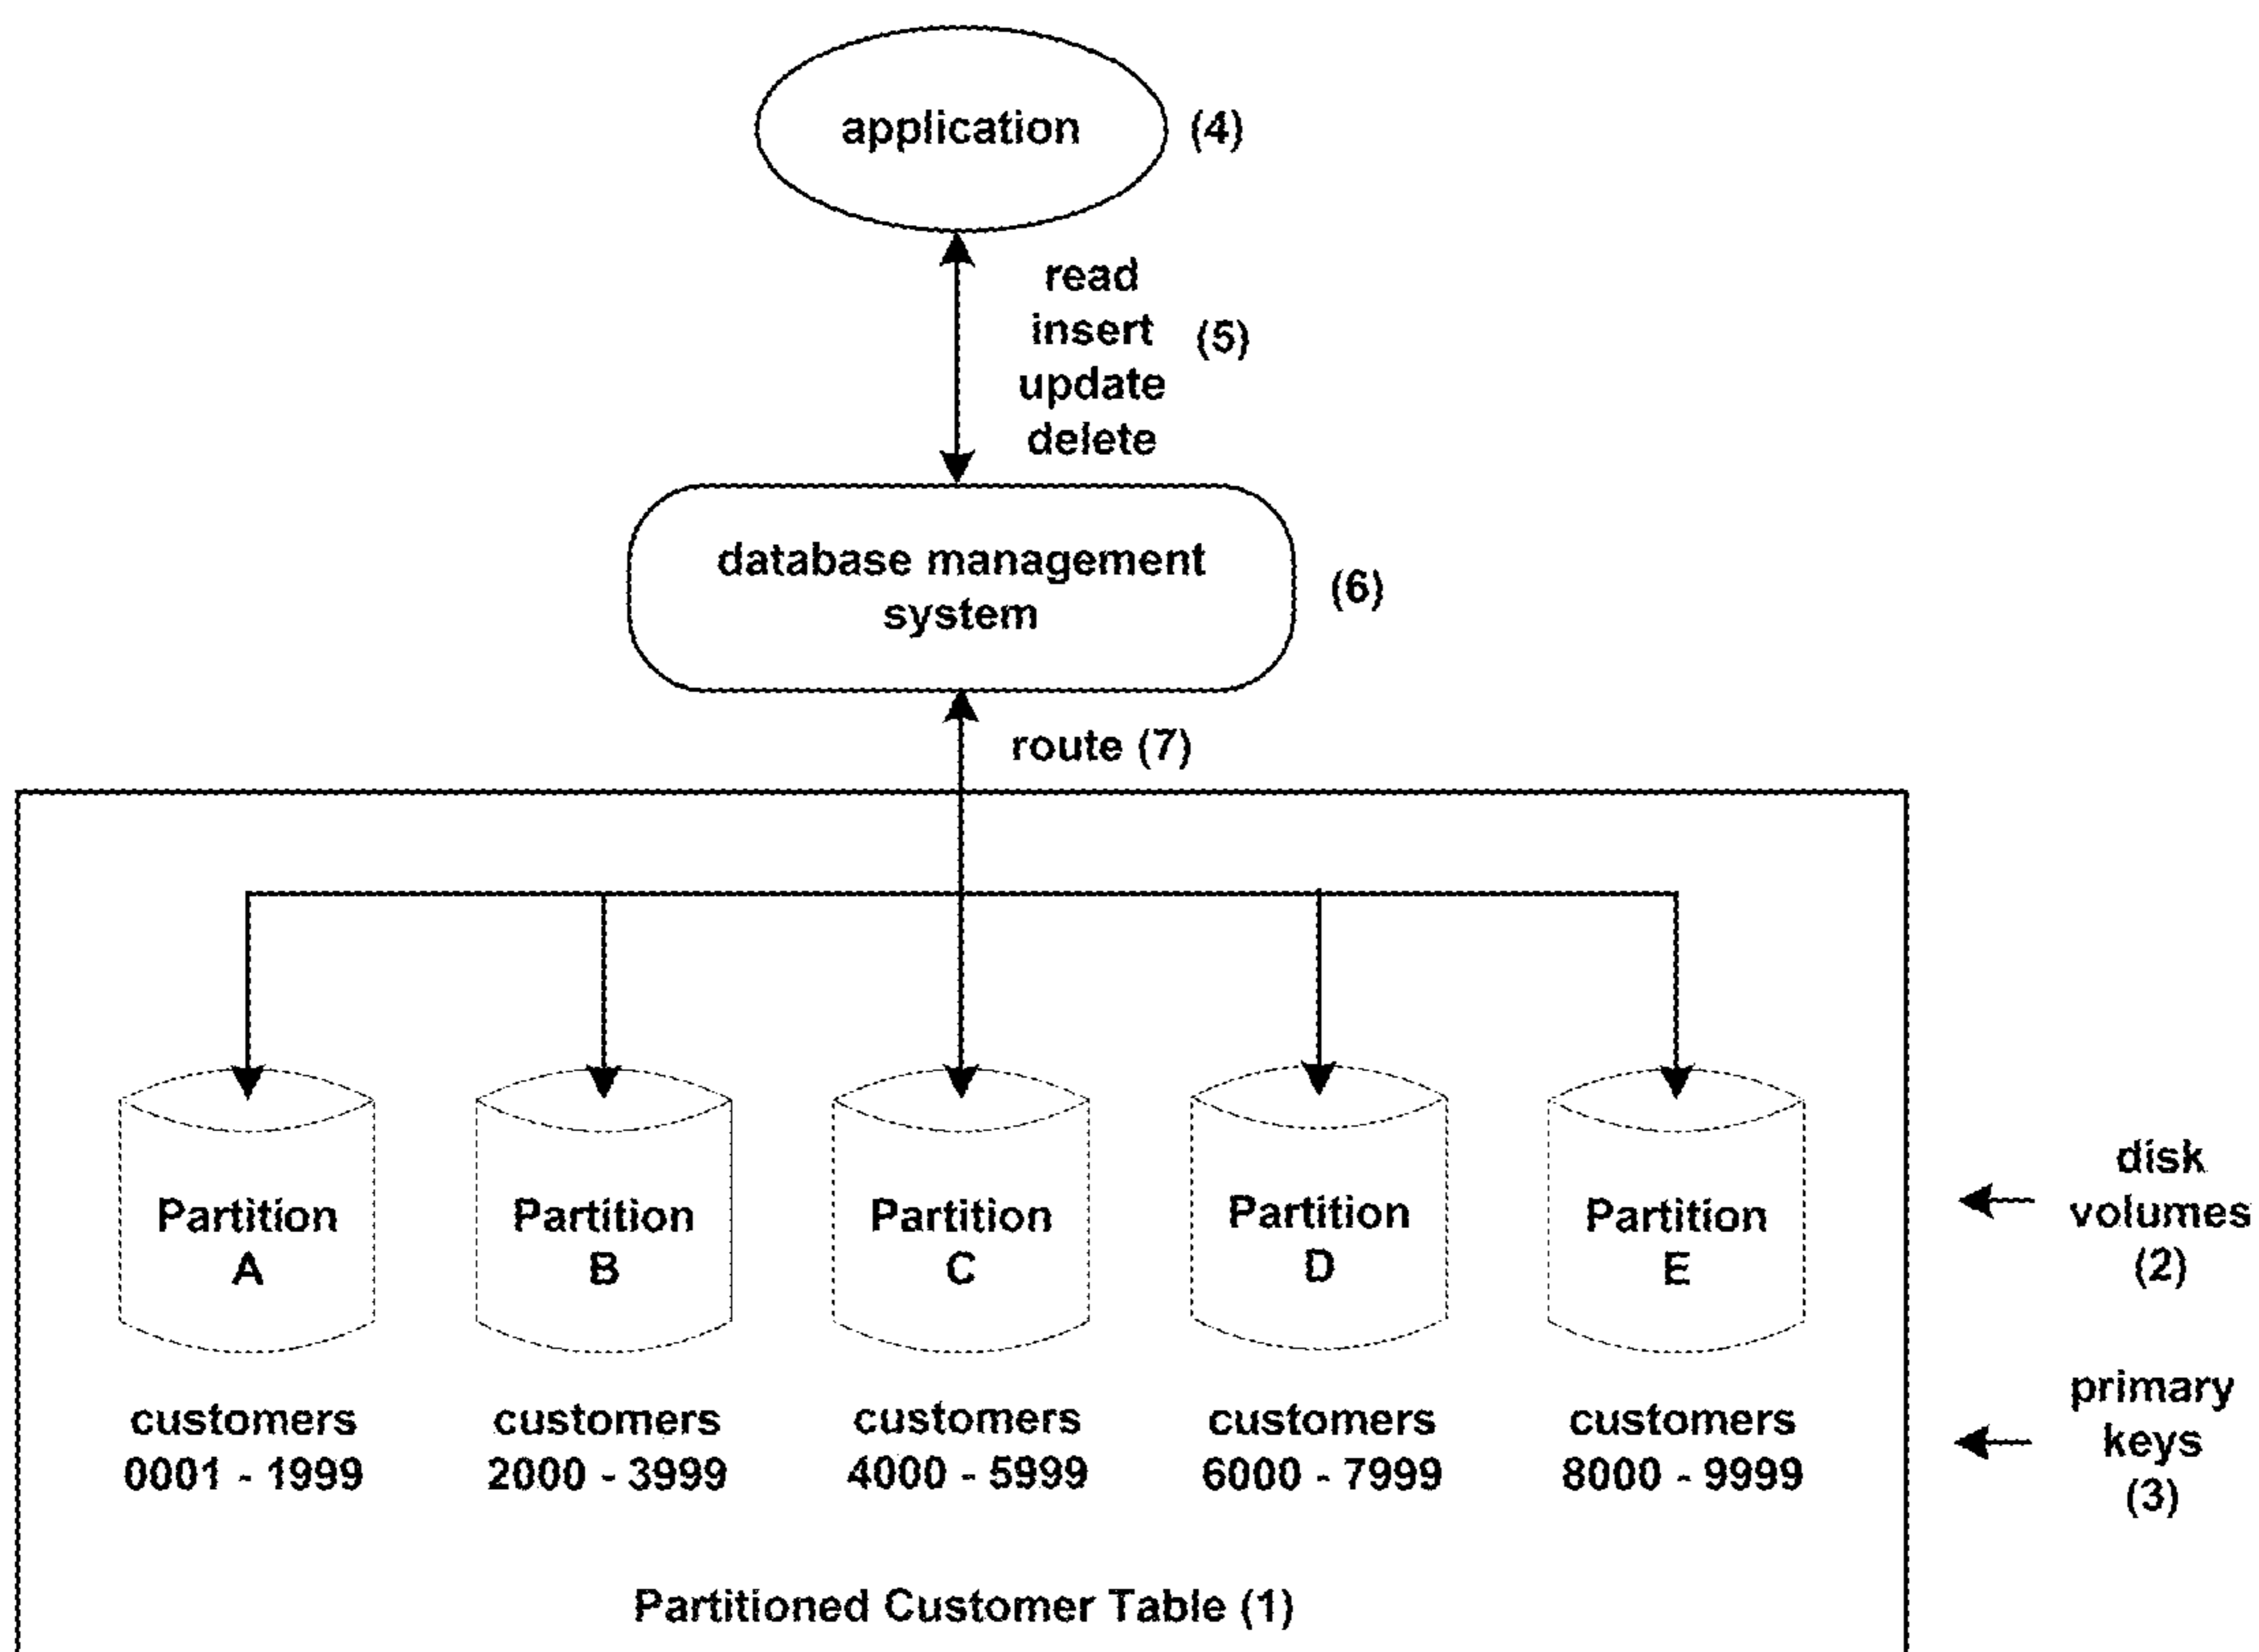 application (4)
read
insert (5)
update
delete
database management
system
(6)
route (7)
Partition
A
Partition
B
Partition
C
Partition
D
Partition
E
disk
volumes
(2)
customers
0001 - 1999
customers
2000 - 3999
customers
4000 - 5999
customers
6000 - 7999
customers
8000 - 9999
primary
keys
(3)
Partitioned Customer Table (1)